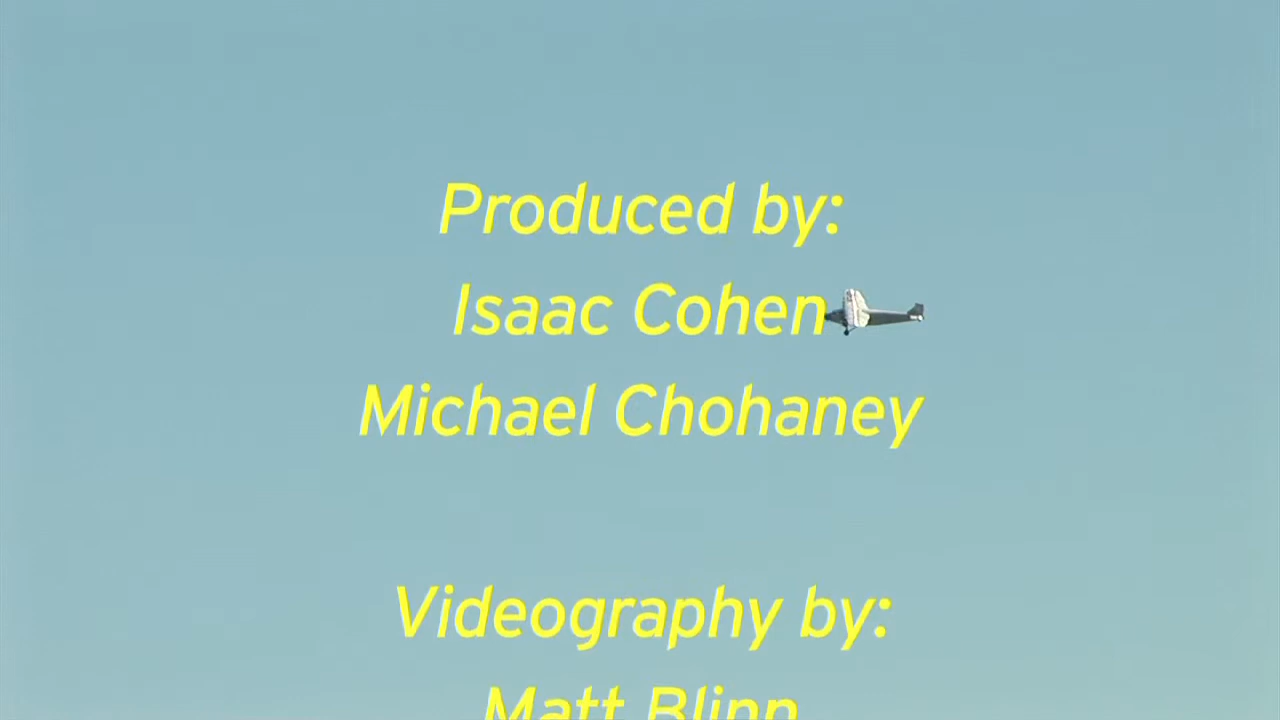 Produced by:
Isaac Cohen
Michael Chohaney
Videography by:
Matt Blinn